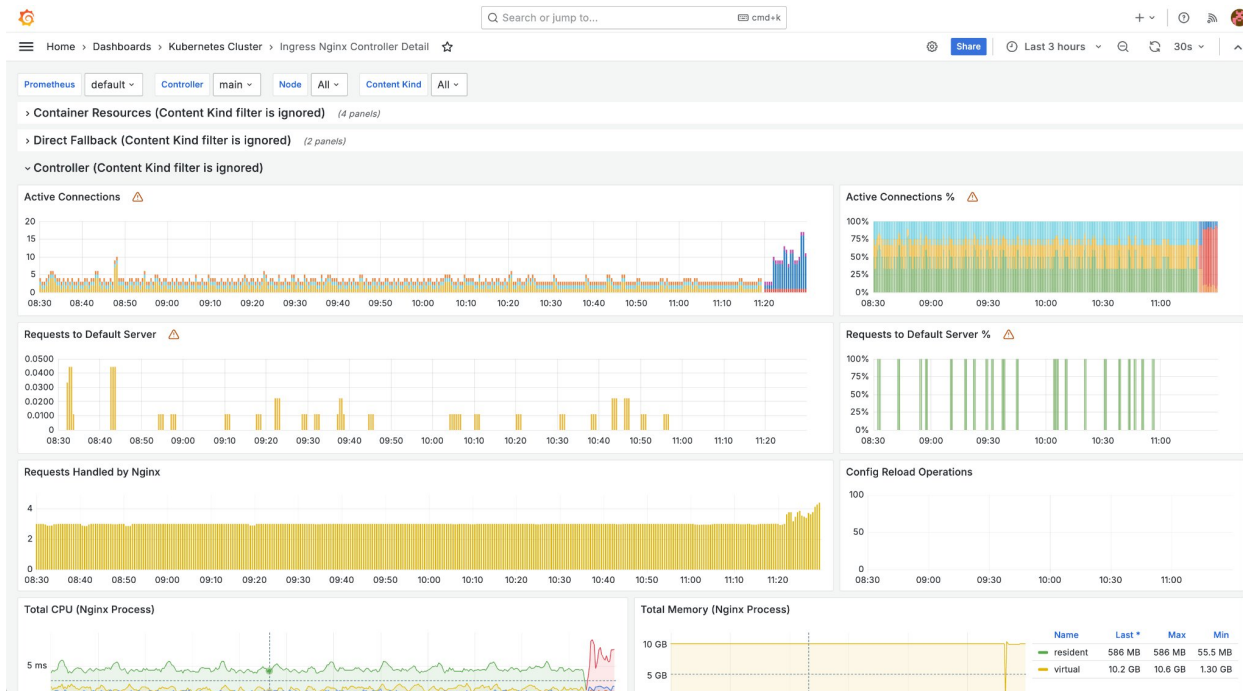 Search or jump to... cmd+k
Home › Dashboards › Kubernetes Cluster › Ingress Nginx Controller Detail Share Last 3 hours 30s
Prometheus default Controller main Node All Content Kind All
Container Resources (Content Kind filter is ignored) (4 panels)
Direct Fallback (Content Kind filter is ignored) (2 panels)
Controller (Content Kind filter is ignored)
Active Connections
20
15
10
5
0
08:30 08:40 08:50 09:00 09:10 09:20 09:30 09:40 09:50 10:00 10:10 10:20 10:30 10:40 10:50 11:00 11:10 11:20
Active Connections %
100%
75%
50%
25%
0%
08:30 09:00 09:30 10:00 10:30 11:00
Requests to Default Server
0.0500
0.0400
0.0300
0.0200
0.0100
0
08:30 08:40 08:50 09:00 09:10 09:20 09:30 09:40 09:50 10:00 10:10 10:20 10:30 10:40 10:50 11:00 11:10 11:20
Requests to Default Server %
100%
75%
50%
25%
0%
08:30 09:00 09:30 10:00 10:30 11:00
Requests Handled by Nginx
4
2
0
08:30 08:40 08:50 09:00 09:10 09:20 09:30 09:40 09:50 10:00 10:10 10:20 10:30 10:40 10:50 11:00 11:10 11:20
Config Reload Operations
100
50
0
08:30 09:00 09:30 10:00 10:30 11:00
Total CPU (Nginx Process)
5 ms
Total Memory (Nginx Process)
10 GB
5 GB
Name Last * Max Min
resident 586 MB 586 MB 55.5 MB
virtual 10.2 GB 10.6 GB 1.30 GB